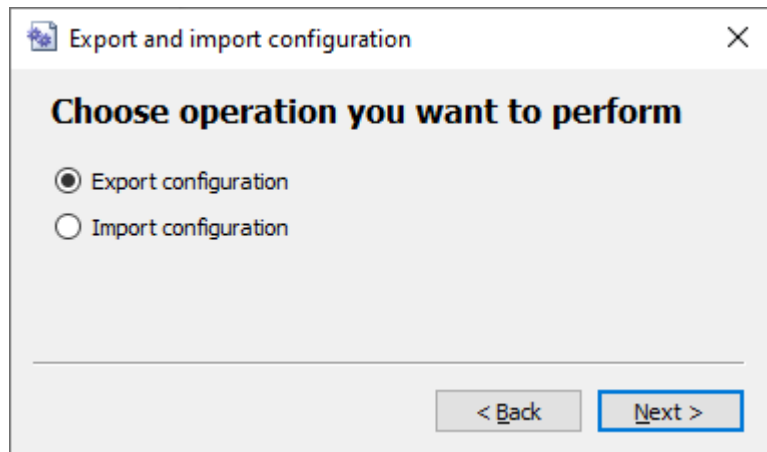 Export and import configuration
Choose operation you want to perform
Export configuration
Import configuration
< Back
Next >